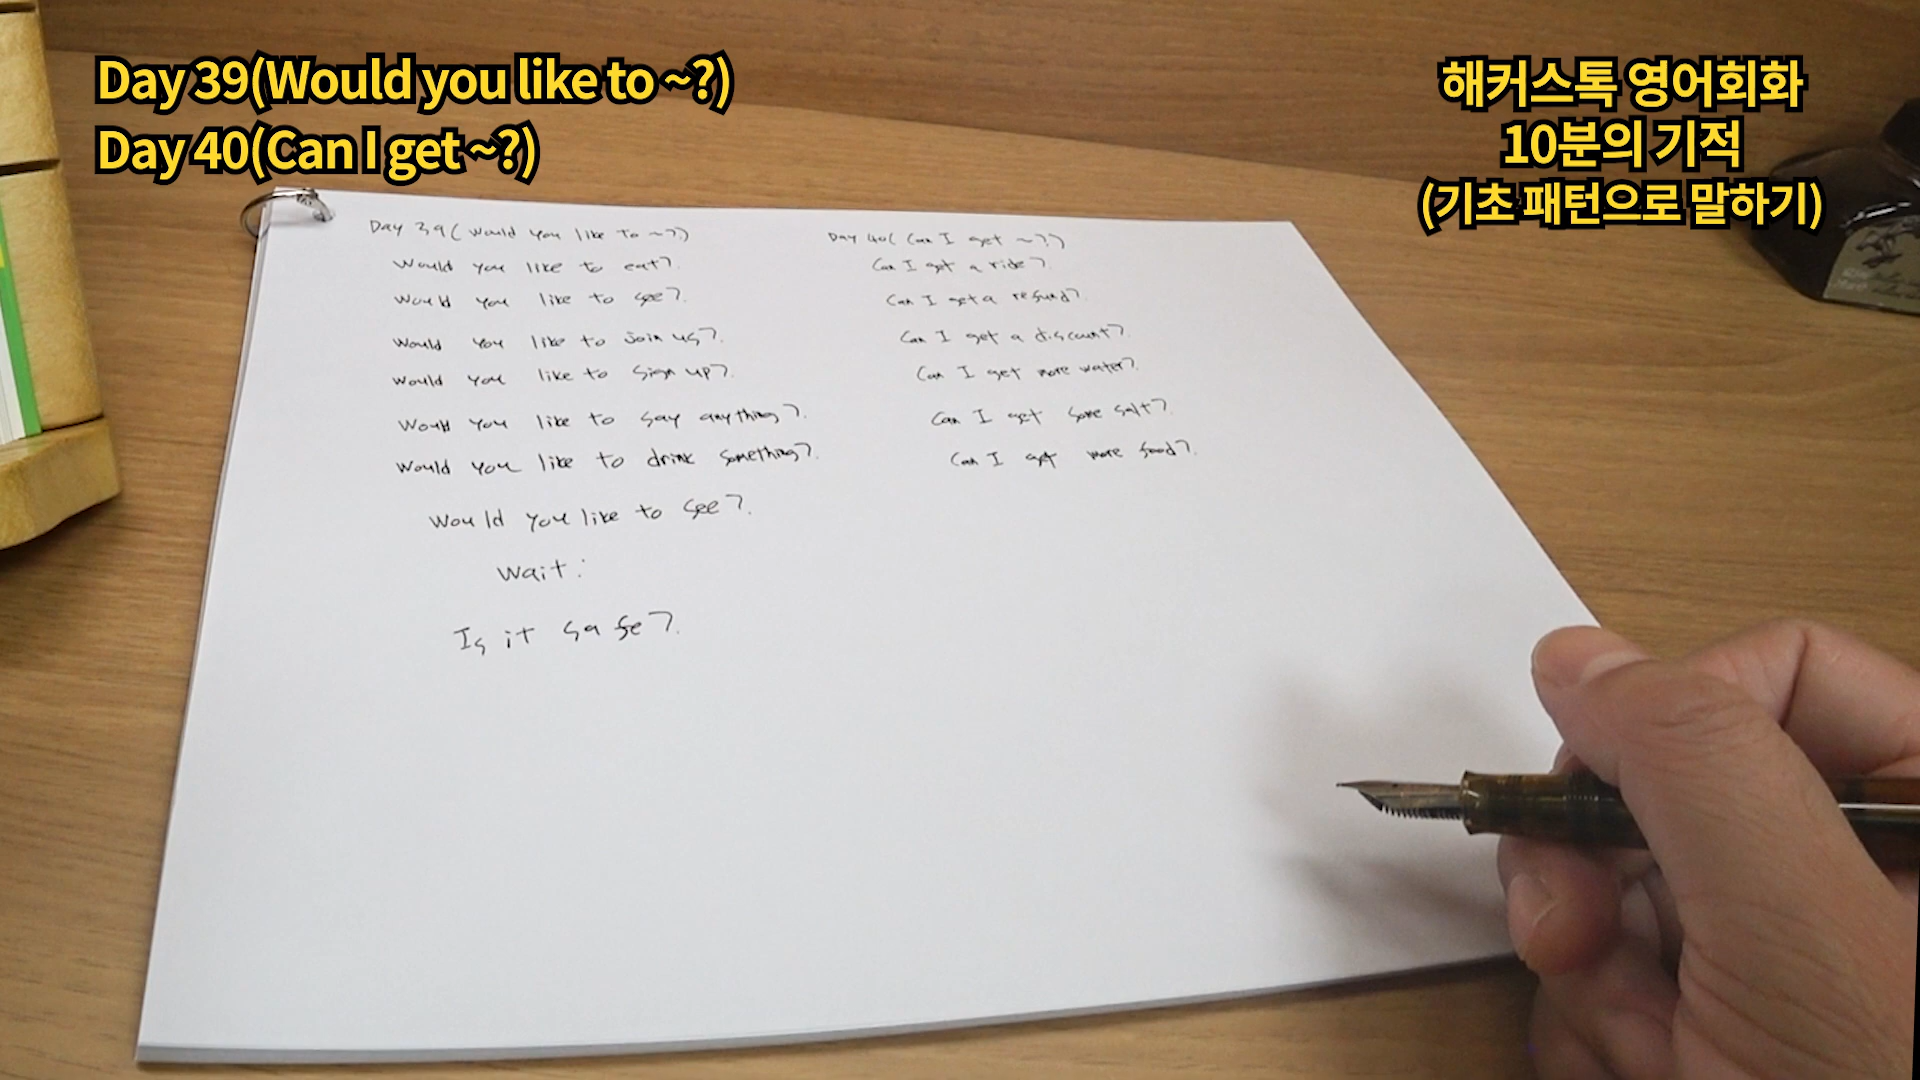 Day 39(Would you like to ~?)
Day 40(Can I get ~?)
해커스톡 영어회화
10분의 기적
(기초 패턴으로 말하기)
Day 39( Would you like to ~?)
Would you like to eat?
Would you like to see?
Would you like to join us?
Would you like to sign up?
Would you like to say anything?
Would you like to drink something?
Would you like to see?
Wait.
Is it safe?
Day 40( Can I get ~?)
Can I get a ride?
Can I get a refund?
Can I get a discount?
Can I get more water?
Can I get some salt?
Can I get more food?